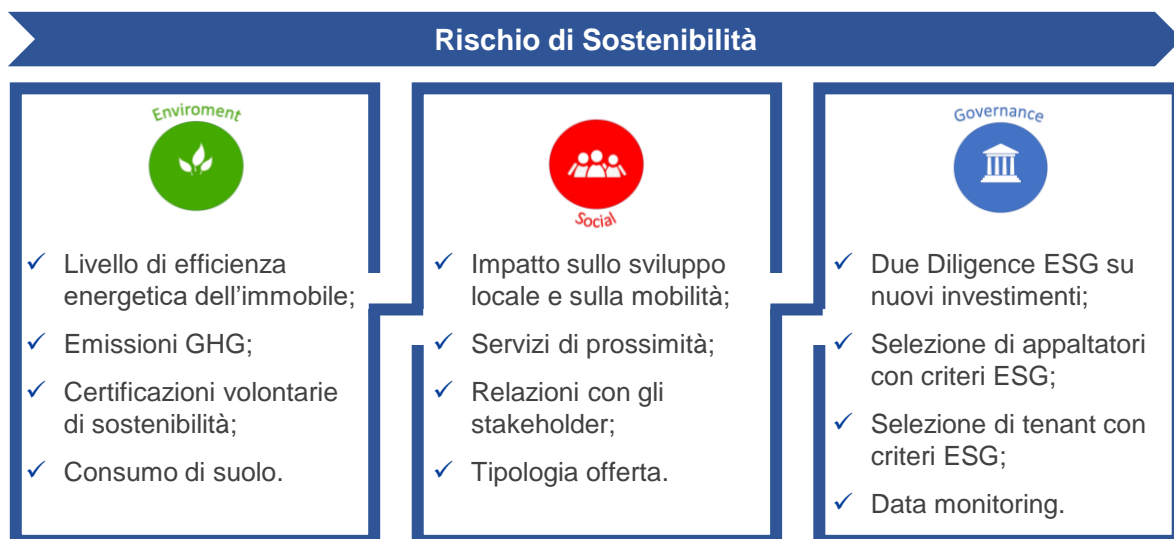 Rischio di Sostenibilità
Enviroment
✓ Livello di efficienza
energetica dell'immobile;
✓ Emissioni GHG;
✓ Certificazioni volontarie
di sostenibilità;
✓ Consumo di suolo.
Social
✓ Impatto sullo sviluppo
locale e sulla mobilità;
✓ Servizi di prossimità;
✓ Relazioni con gli
stakeholder;
✓ Tipologia offerta.
Governance
✓ Due Diligence ESG su
nuovi investimenti;
✓ Selezione di appaltatori
con criteri ESG;
✓ Selezione di tenant con
criteri ESG;
✓ Data monitoring.